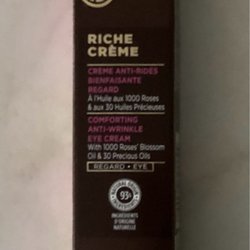 RICHE
CRÈME
CRÈME ANTI-RIDES
BIENFAISANTE
REGARD
À l'Huile aux 1000 Roses
& aux 30 Huiles Précieuses
COMFORTING
ANTI-WRINKLE
EYE CREAM
With 1000 Roses' Blossom
Oil & 30 Precious Oils
REGARD • EYE
93%
INGRÉDIENTS
D'ORIGINE
NATURELLE